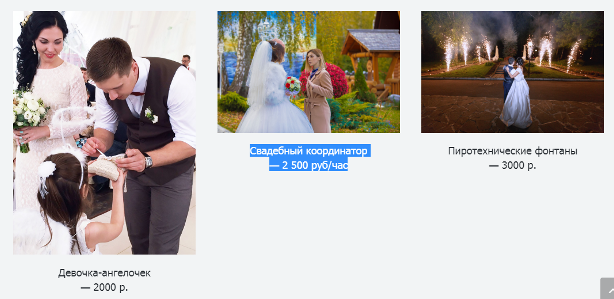 Свадебный координатор
— 2 500 руб/час
Пиротехнические фонтаны
— 3000 р.
Девочка-ангелочек
— 2000 р.